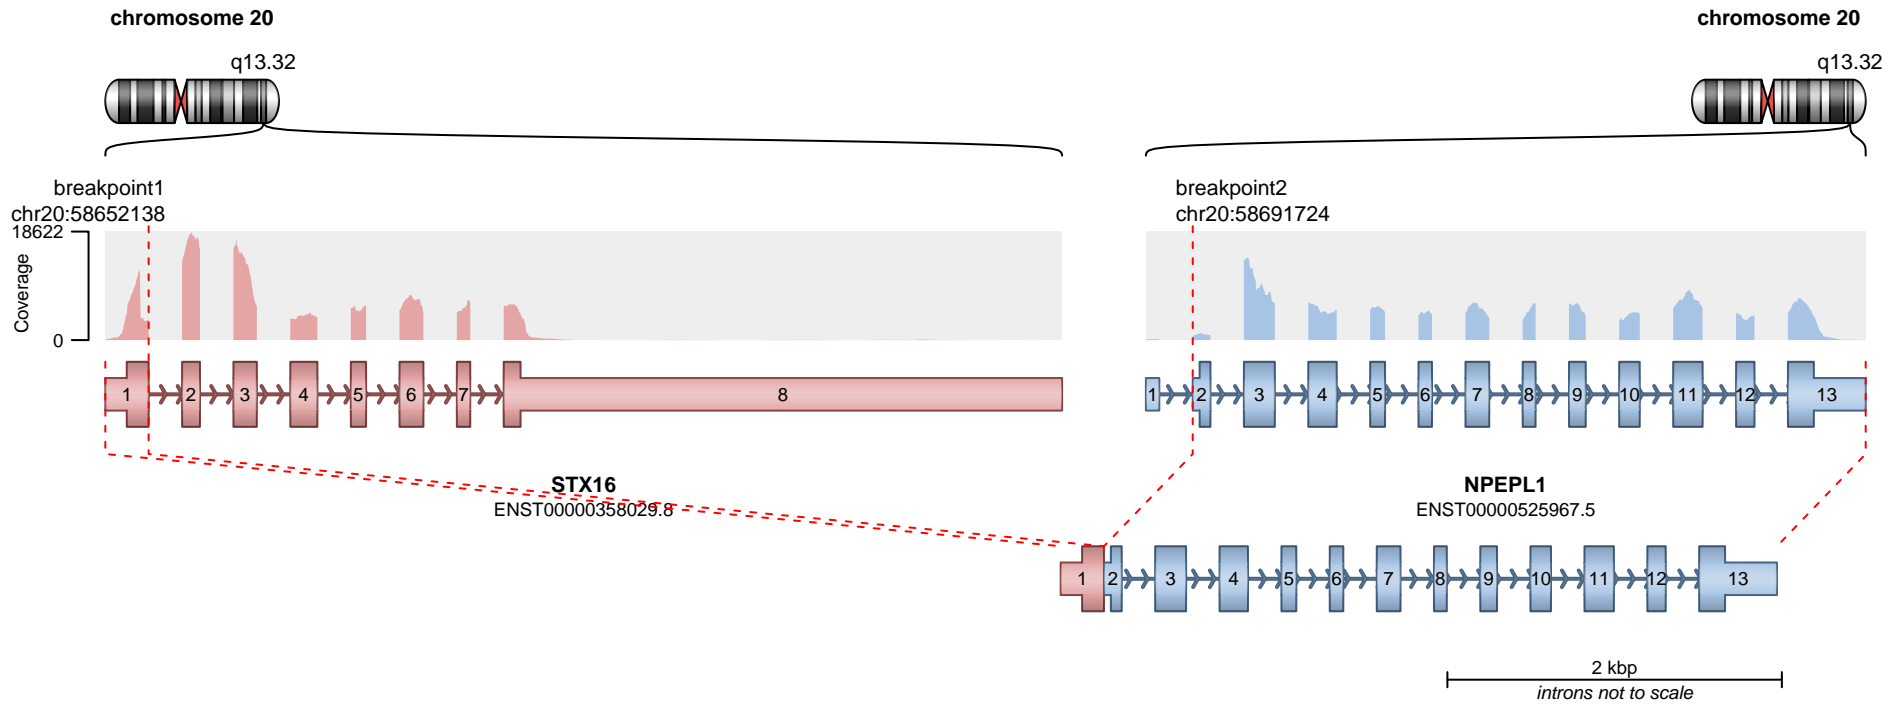 chromosome 20
chromosome 20
q13.32
q13.32
breakpoint1
chr20:58652138
breakpoint2
chr20:58691724
18622
Coverage
0
1 2 3 4 5 6 7 8
1 2 3 4 5 6 7 8 9 10 11 12 13
STX16
ENST00000358029.8
NPEPL1
ENST00000525967.5
1 2 3 4 5 6 7 8 9 10 11 12 13
2 kbp
introns not to scale